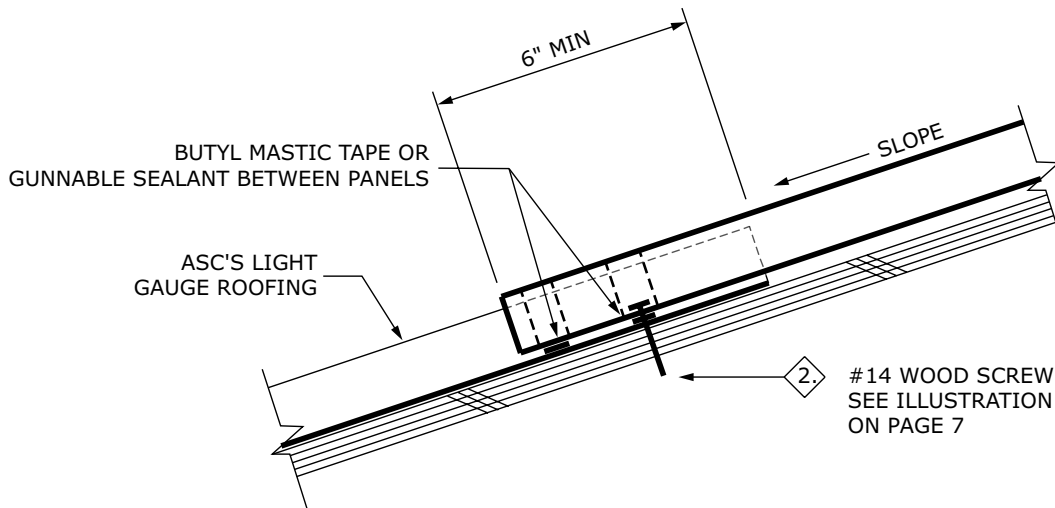 6" MIN
SLOPE
BUTYL MASTIC TAPE OR
GUNNABLE SEALANT BETWEEN PANELS
ASC'S LIGHT
GAUGE ROOFING
2.
#14 WOOD SCREW
SEE ILLUSTRATION
ON PAGE 7